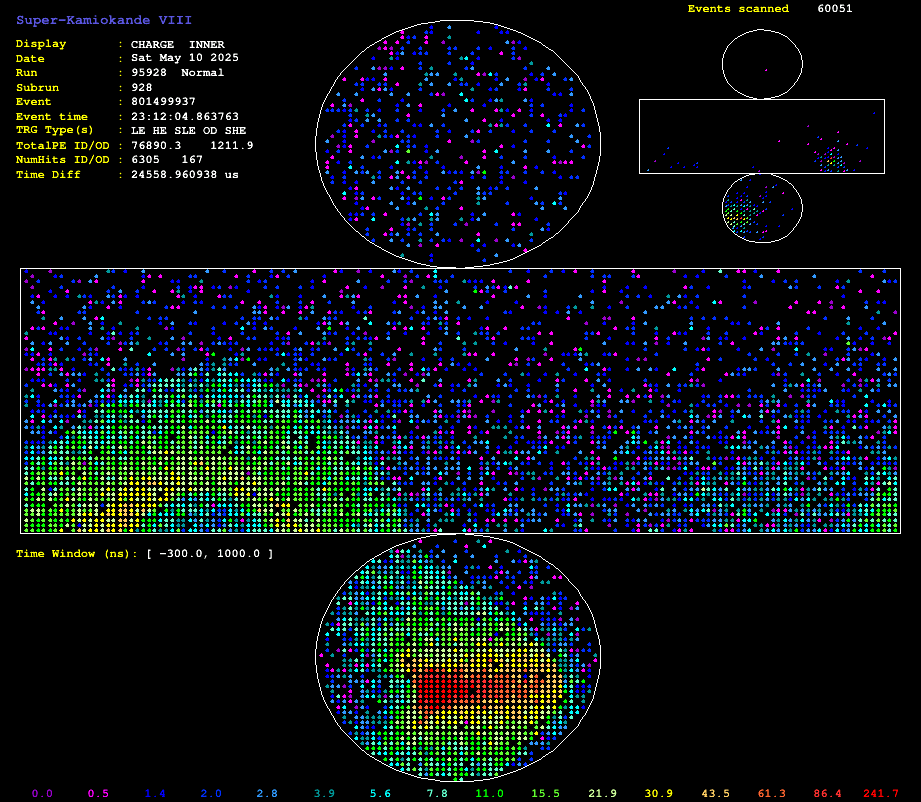 Super-Kamiokande VIII
Events scanned 60051
Display : CHARGE INNER
Date : Sat May 10 2025
Run : 95928 Normal
Subrun : 928
Event : 801499937
Event time : 23:12:04.863763
TRG Type(s) : LE HE SLE OD SHE
TotalPE ID/OD : 76890.3 1211.9
NumHits ID/OD : 6305 167
Time Diff : 24558.960938 us
Time Window (ns): [ −300.0, 1000.0 ]
0.0 0.5 1.4 2.0 2.8 3.9 5.6 7.8 11.0 15.5 21.9 30.9 43.5 61.3 86.4 241.7